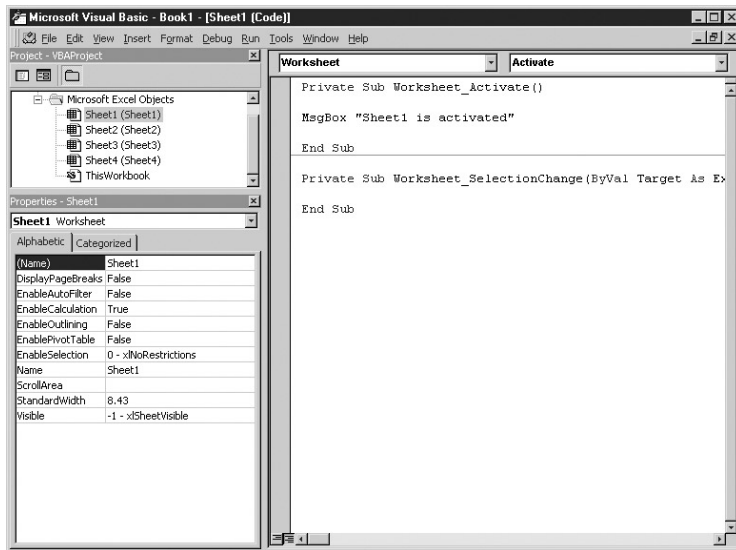 Microsoft Visual Basic - Book1 - [Sheet1 (Code)]
File Edit View Insert Format Debug Run Tools Window Help
Project - VBAProject
Microsoft Excel Objects
Sheet1 (Sheet1)
Sheet2 (Sheet2)
Sheet3 (Sheet3)
Sheet4 (Sheet4)
ThisWorkbook
Properties - Sheet1
Sheet1 Worksheet
Alphabetic Categorized
(Name) Sheet1
DisplayPageBreaks False
EnableAutoFilter False
EnableCalculation True
EnableOutlining False
EnablePivotTable False
EnableSelection 0 - xlNoRestrictions
Name Sheet1
ScrollArea
StandardWidth 8.43
Visible -1 - xlSheetVisible
Worksheet Activate
Private Sub Worksheet_Activate()
MsgBox "Sheet1 is activated"
End Sub
Private Sub Worksheet_SelectionChange(ByVal Target As Ex
End Sub